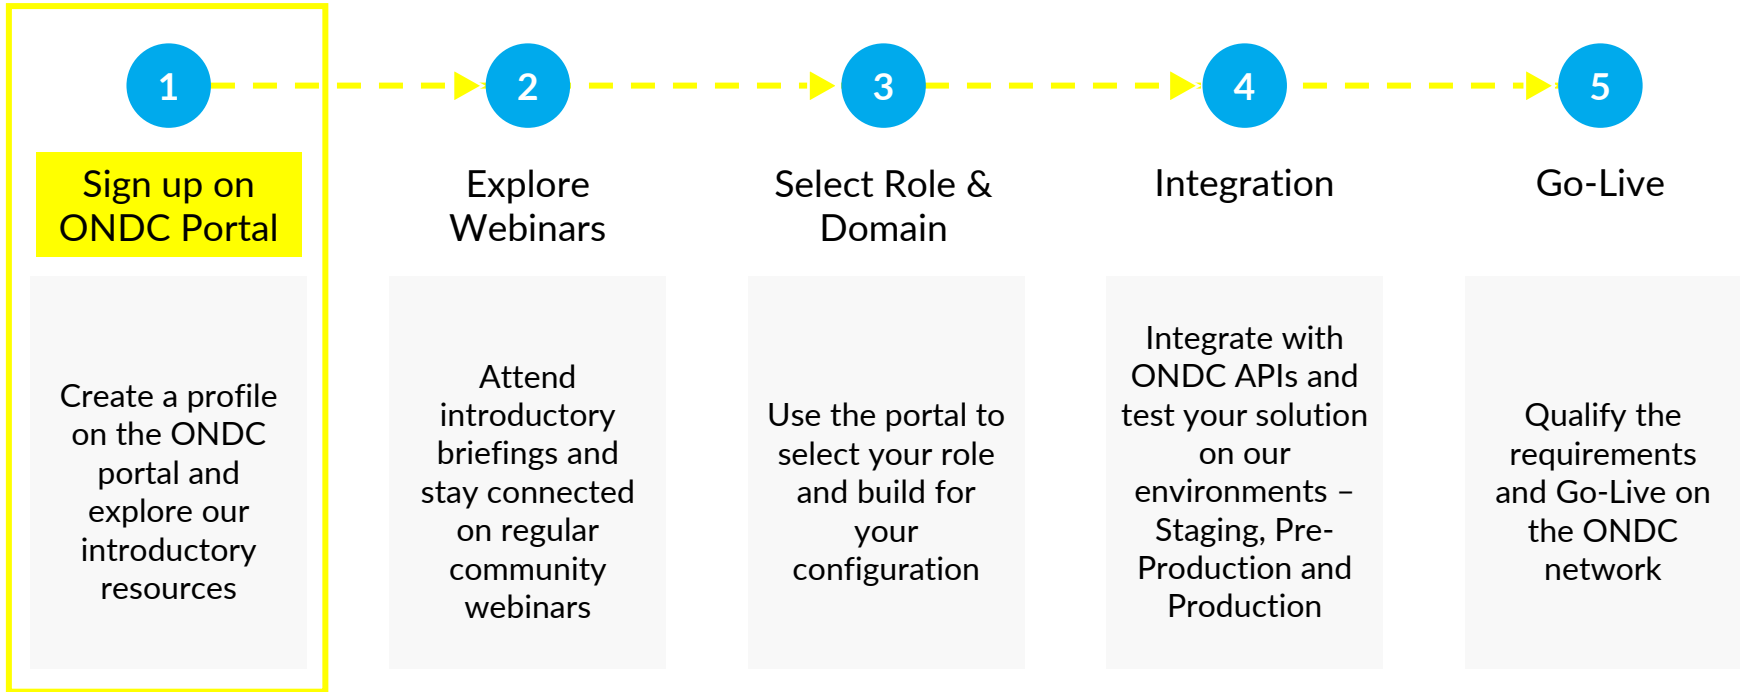 1
Sign up on
ONDC Portal
Create a profile
on the ONDC
portal and
explore our
introductory
resources
2
Explore
Webinars
Attend
introductory
briefings and
stay connected
on regular
community
webinars
3
Select Role &
Domain
Use the portal to
select your role
and build for
your
configuration
4
Integration
Integrate with
ONDC APIs and
test your solution
on our
environments –
Staging, Pre-
Production and
Production
5
Go-Live
Qualify the
requirements
and Go-Live on
the ONDC
network